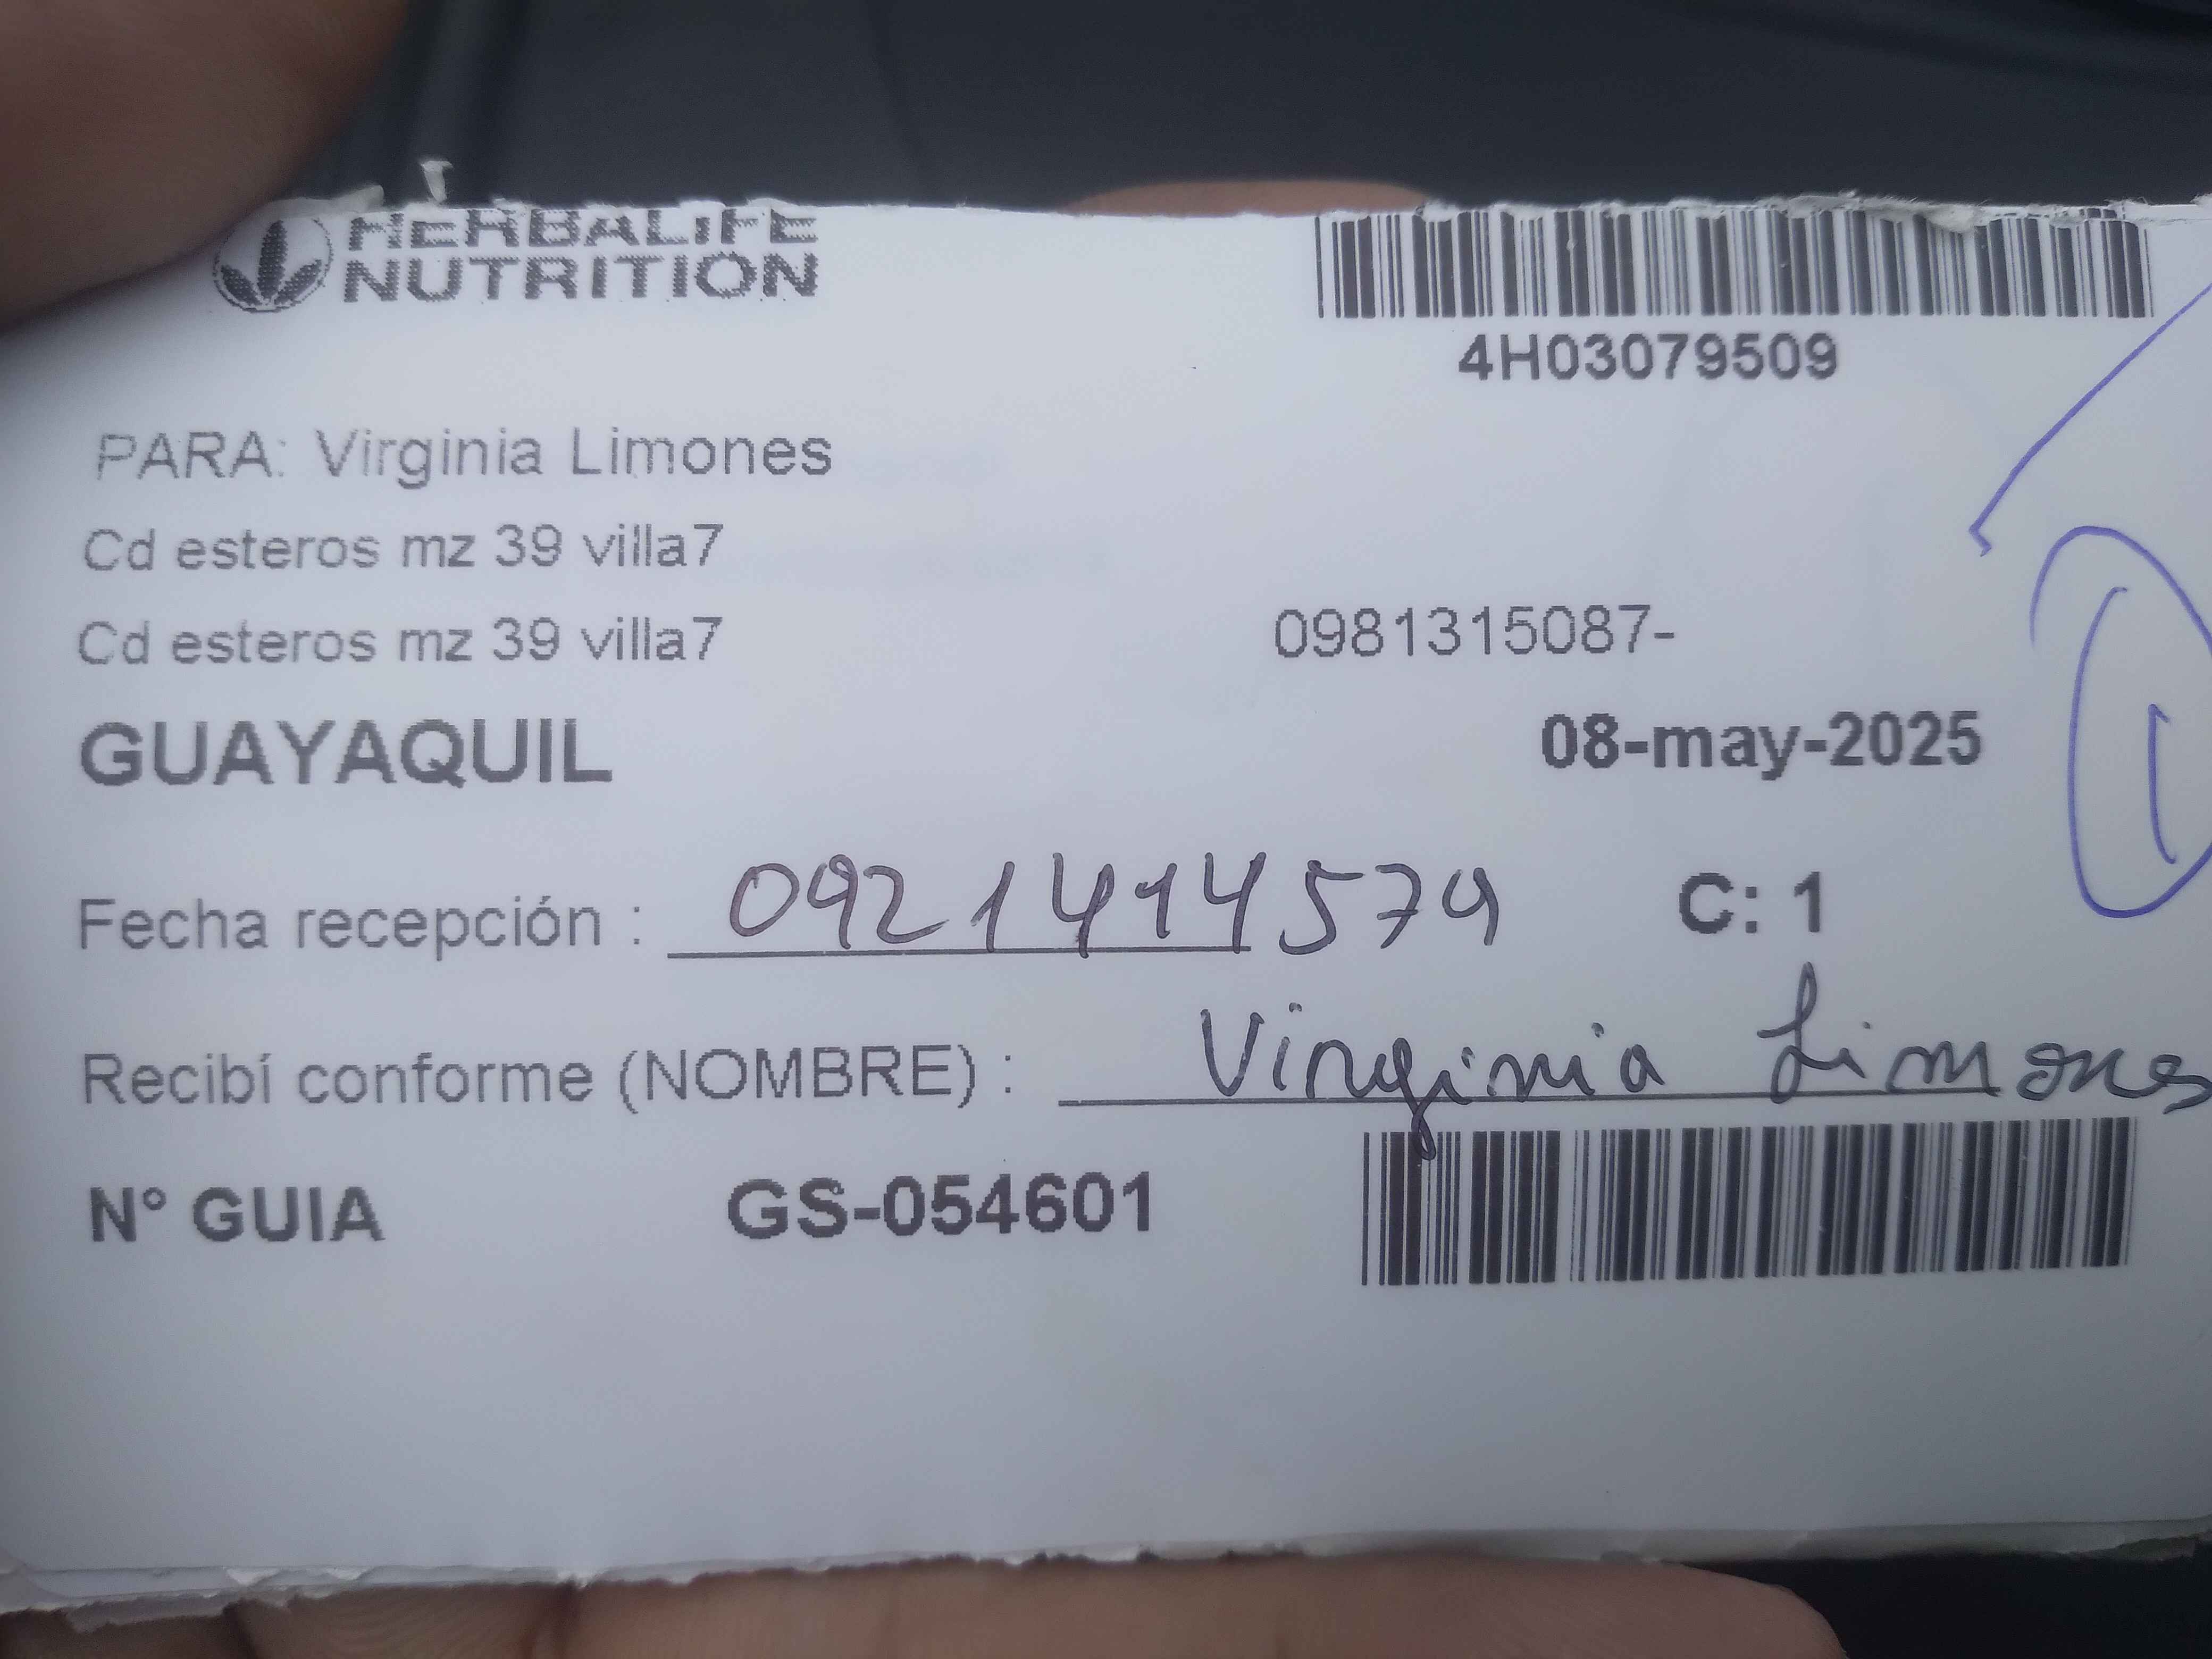 HERBALIFE
NUTRITION
4H03079509
PARA: Virginia Limones
Cd esteros mz 39 villa7
Cd esteros mz 39 villa7
0981315087-
GUAYAQUIL
08-may-2025
Fecha recepción : 0921414579
C: 1
1
Recibí conforme (NOMBRE) : Virginia Limones
N° GUIA GS-054601